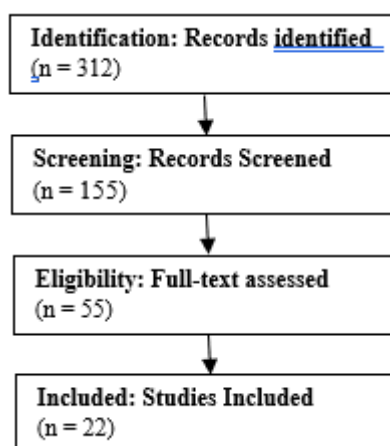 Identification: Records identified
(n = 312)
Screening: Records Screened
(n = 155)
Eligibility: Full-text assessed
(n = 55)
Included: Studies Included
(n = 22)